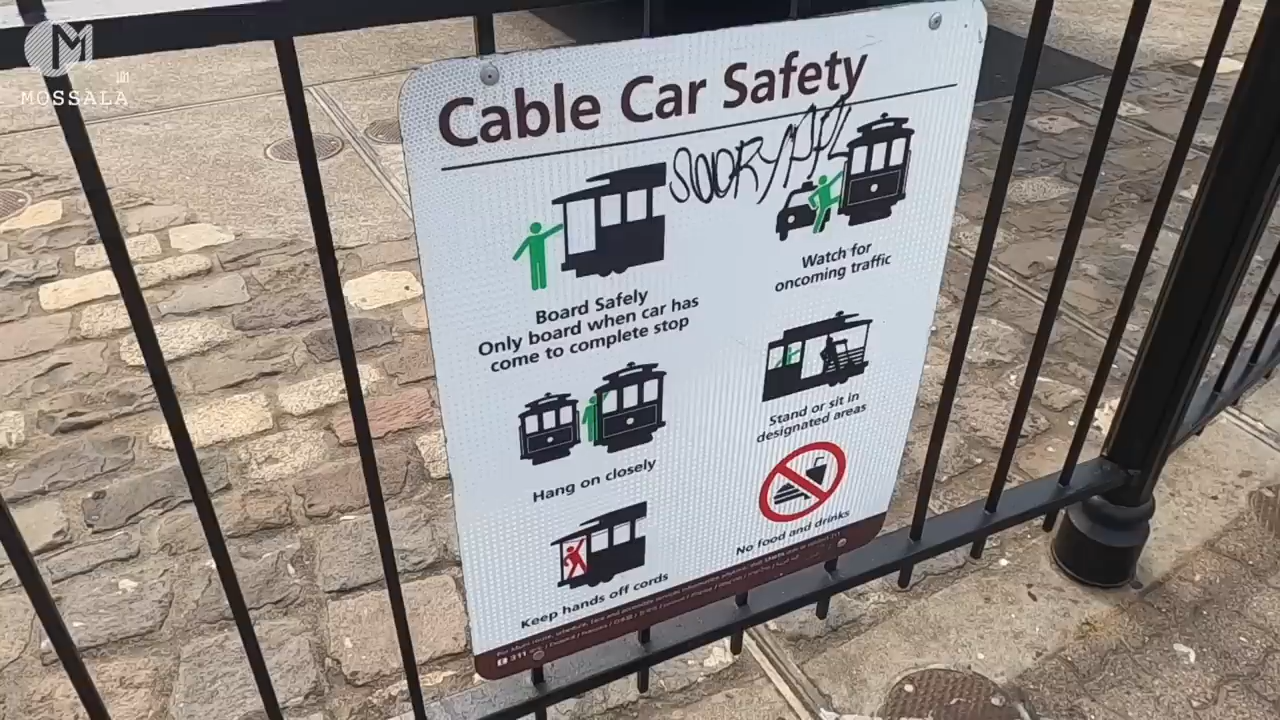 M
101
MOSSALA
Cable Car Safety
Board Safely
Only board when car has
come to complete stop
Watch for
oncoming traffic
Hang on closely
Stand or sit in
designated areas
Keep hands off cords
No food and drinks
311